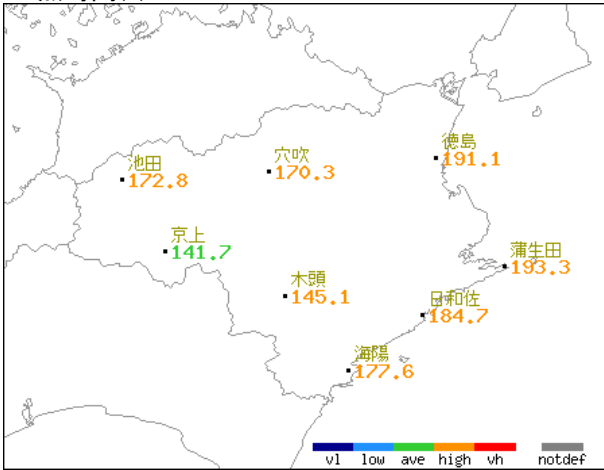 徳島
191.1
穴吹
170.3
池田
172.8
京上
141.7
蒲生田
193.3
木頭
145.1
日和佐
184.7
海陽
177.6
vl low ave high vh notdef